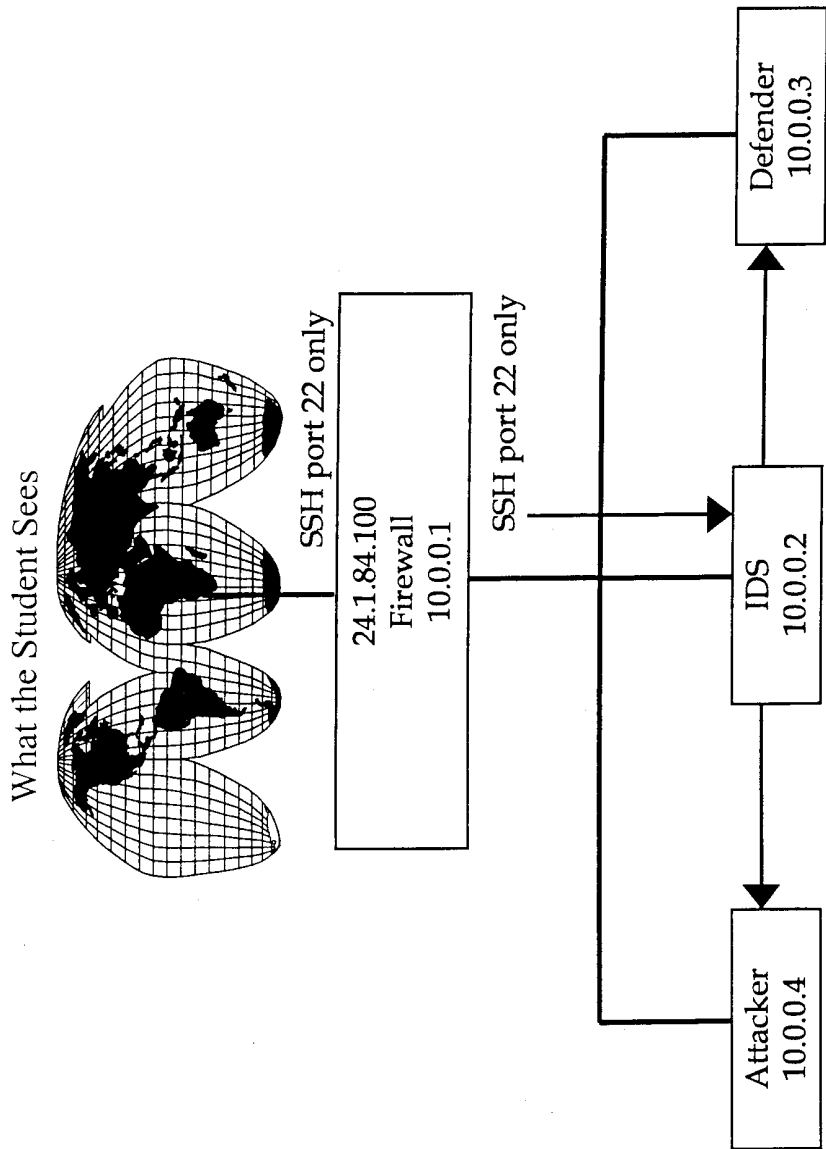 What the Student Sees
SSH port 22 only
24.1.84.100
Firewall
10.0.0.1
SSH port 22 only
Attacker
10.0.0.4
IDS
10.0.0.2
Defender
10.0.0.3